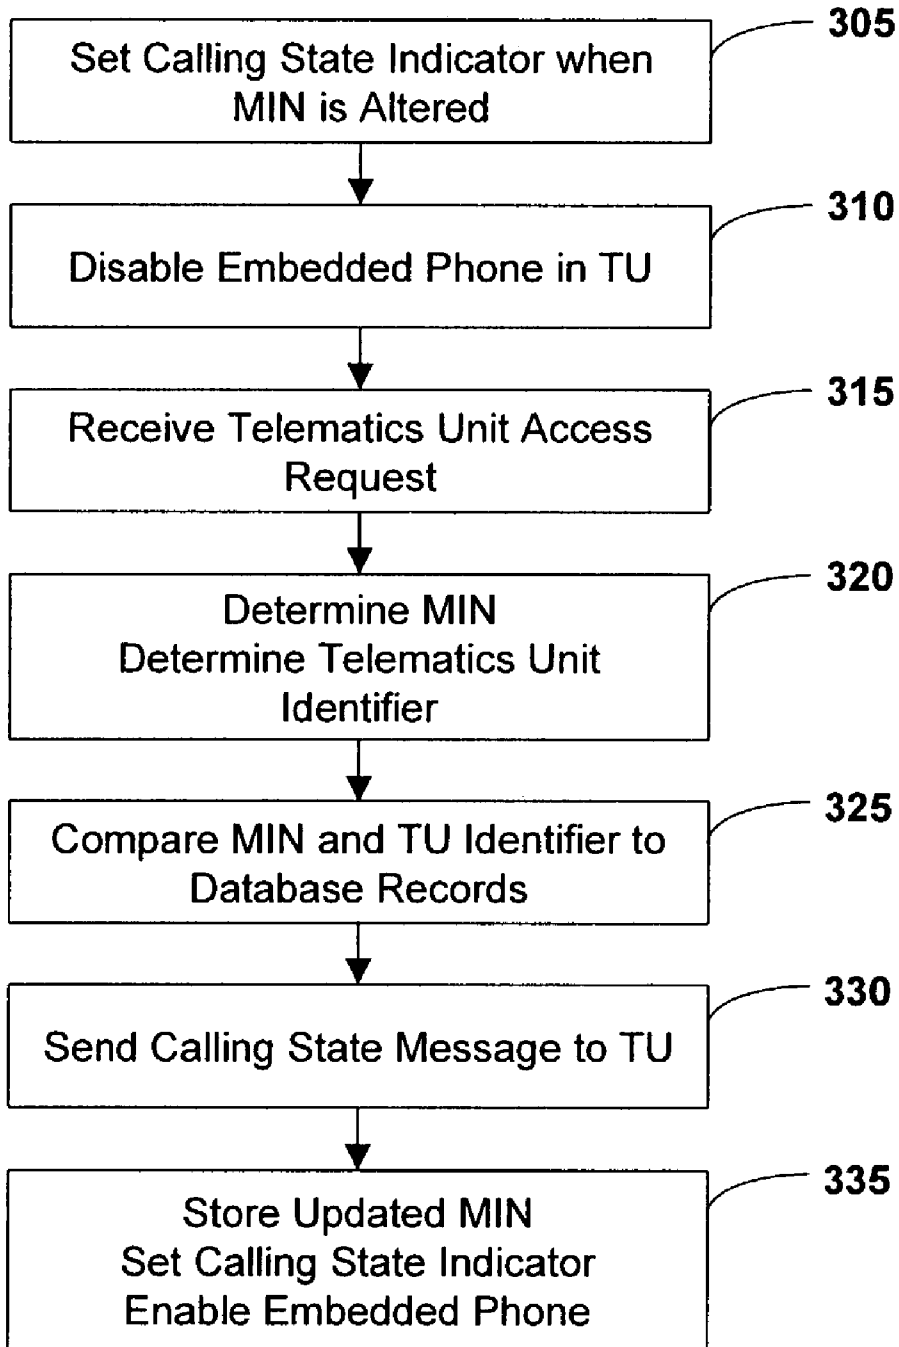 305
Set Calling State Indicator when
MIN is Altered
310
Disable Embedded Phone in TU
315
Receive Telematics Unit Access
Request
320
Determine MIN
Determine Telematics Unit
Identifier
325
Compare MIN and TU Identifier to
Database Records
330
Send Calling State Message to TU
335
Store Updated MIN
Set Calling State Indicator
Enable Embedded Phone